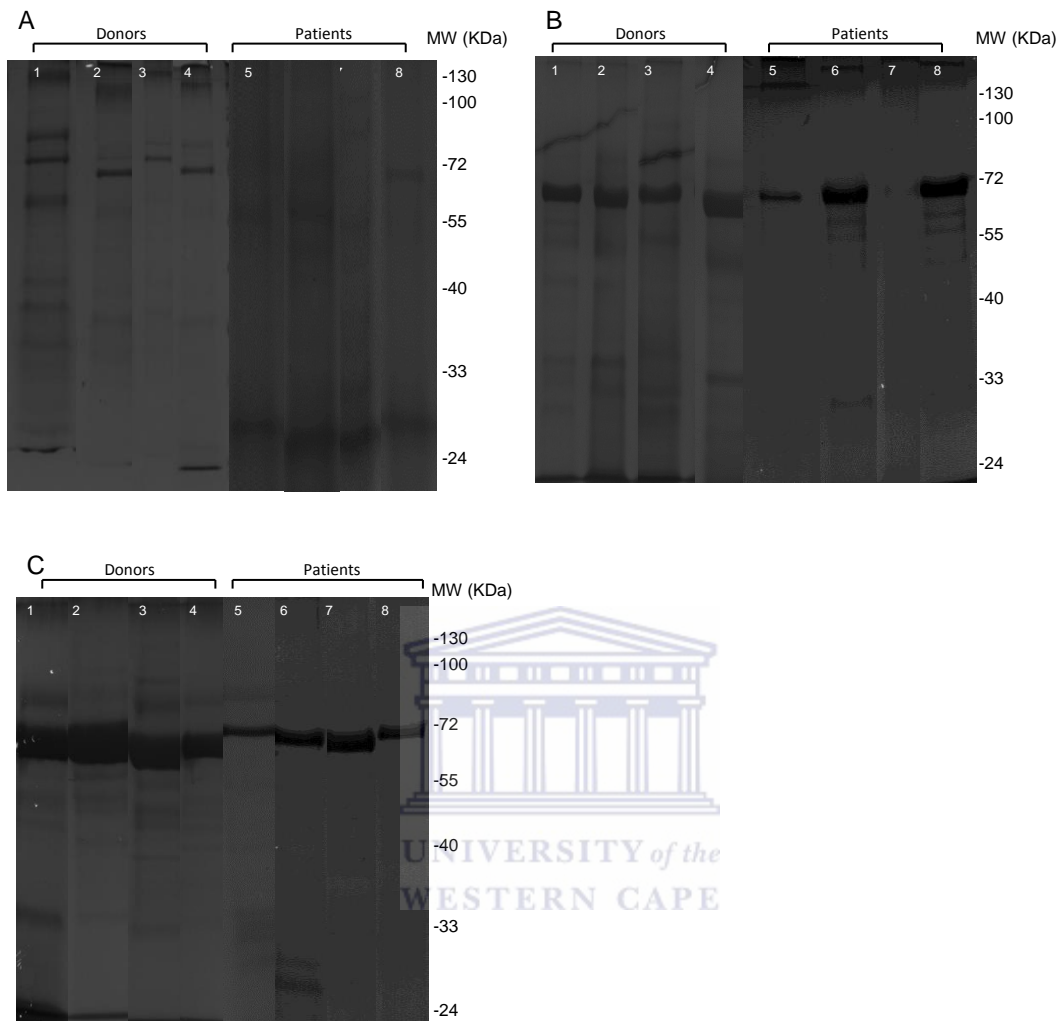 A
Donors
Patients
MW (KDa)
1 2 3 4 5 8
-130
-100
-72
-55
-40
-33
-24
B
Donors
Patients
MW (KDa)
1 2 3 4 5 6 7 8
-130
-100
-72
-55
-40
-33
-24
C
Donors
Patients
MW (KDa)
1 2 3 4 5 6 7 8
-130
-100
-72
-55
-40
-33
-24
UNIVERSITY of the
WESTERN CAPE